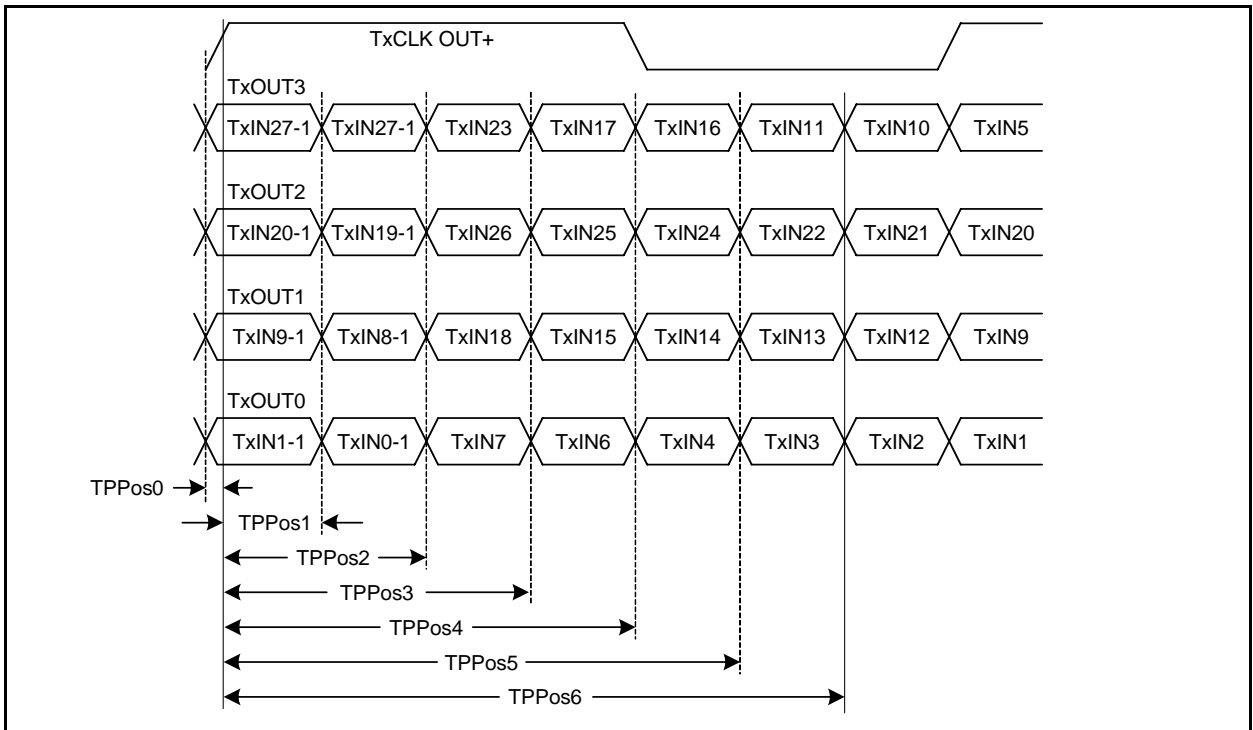 TxCLK OUT+
TxOUT3
TxIN27-1 TxIN27-1 TxIN23 TxIN17 TxIN16 TxIN11 TxIN10 TxIN5
TxOUT2
TxIN20-1 TxIN19-1 TxIN26 TxIN25 TxIN24 TxIN22 TxIN21 TxIN20
TxOUT1
TxIN9-1 TxIN8-1 TxIN18 TxIN15 TxIN14 TxIN13 TxIN12 TxIN9
TxOUT0
TxIN1-1 TxIN0-1 TxIN7 TxIN6 TxIN4 TxIN3 TxIN2 TxIN1
TPPos0
TPPos1
TPPos2
TPPos3
TPPos4
TPPos5
TPPos6